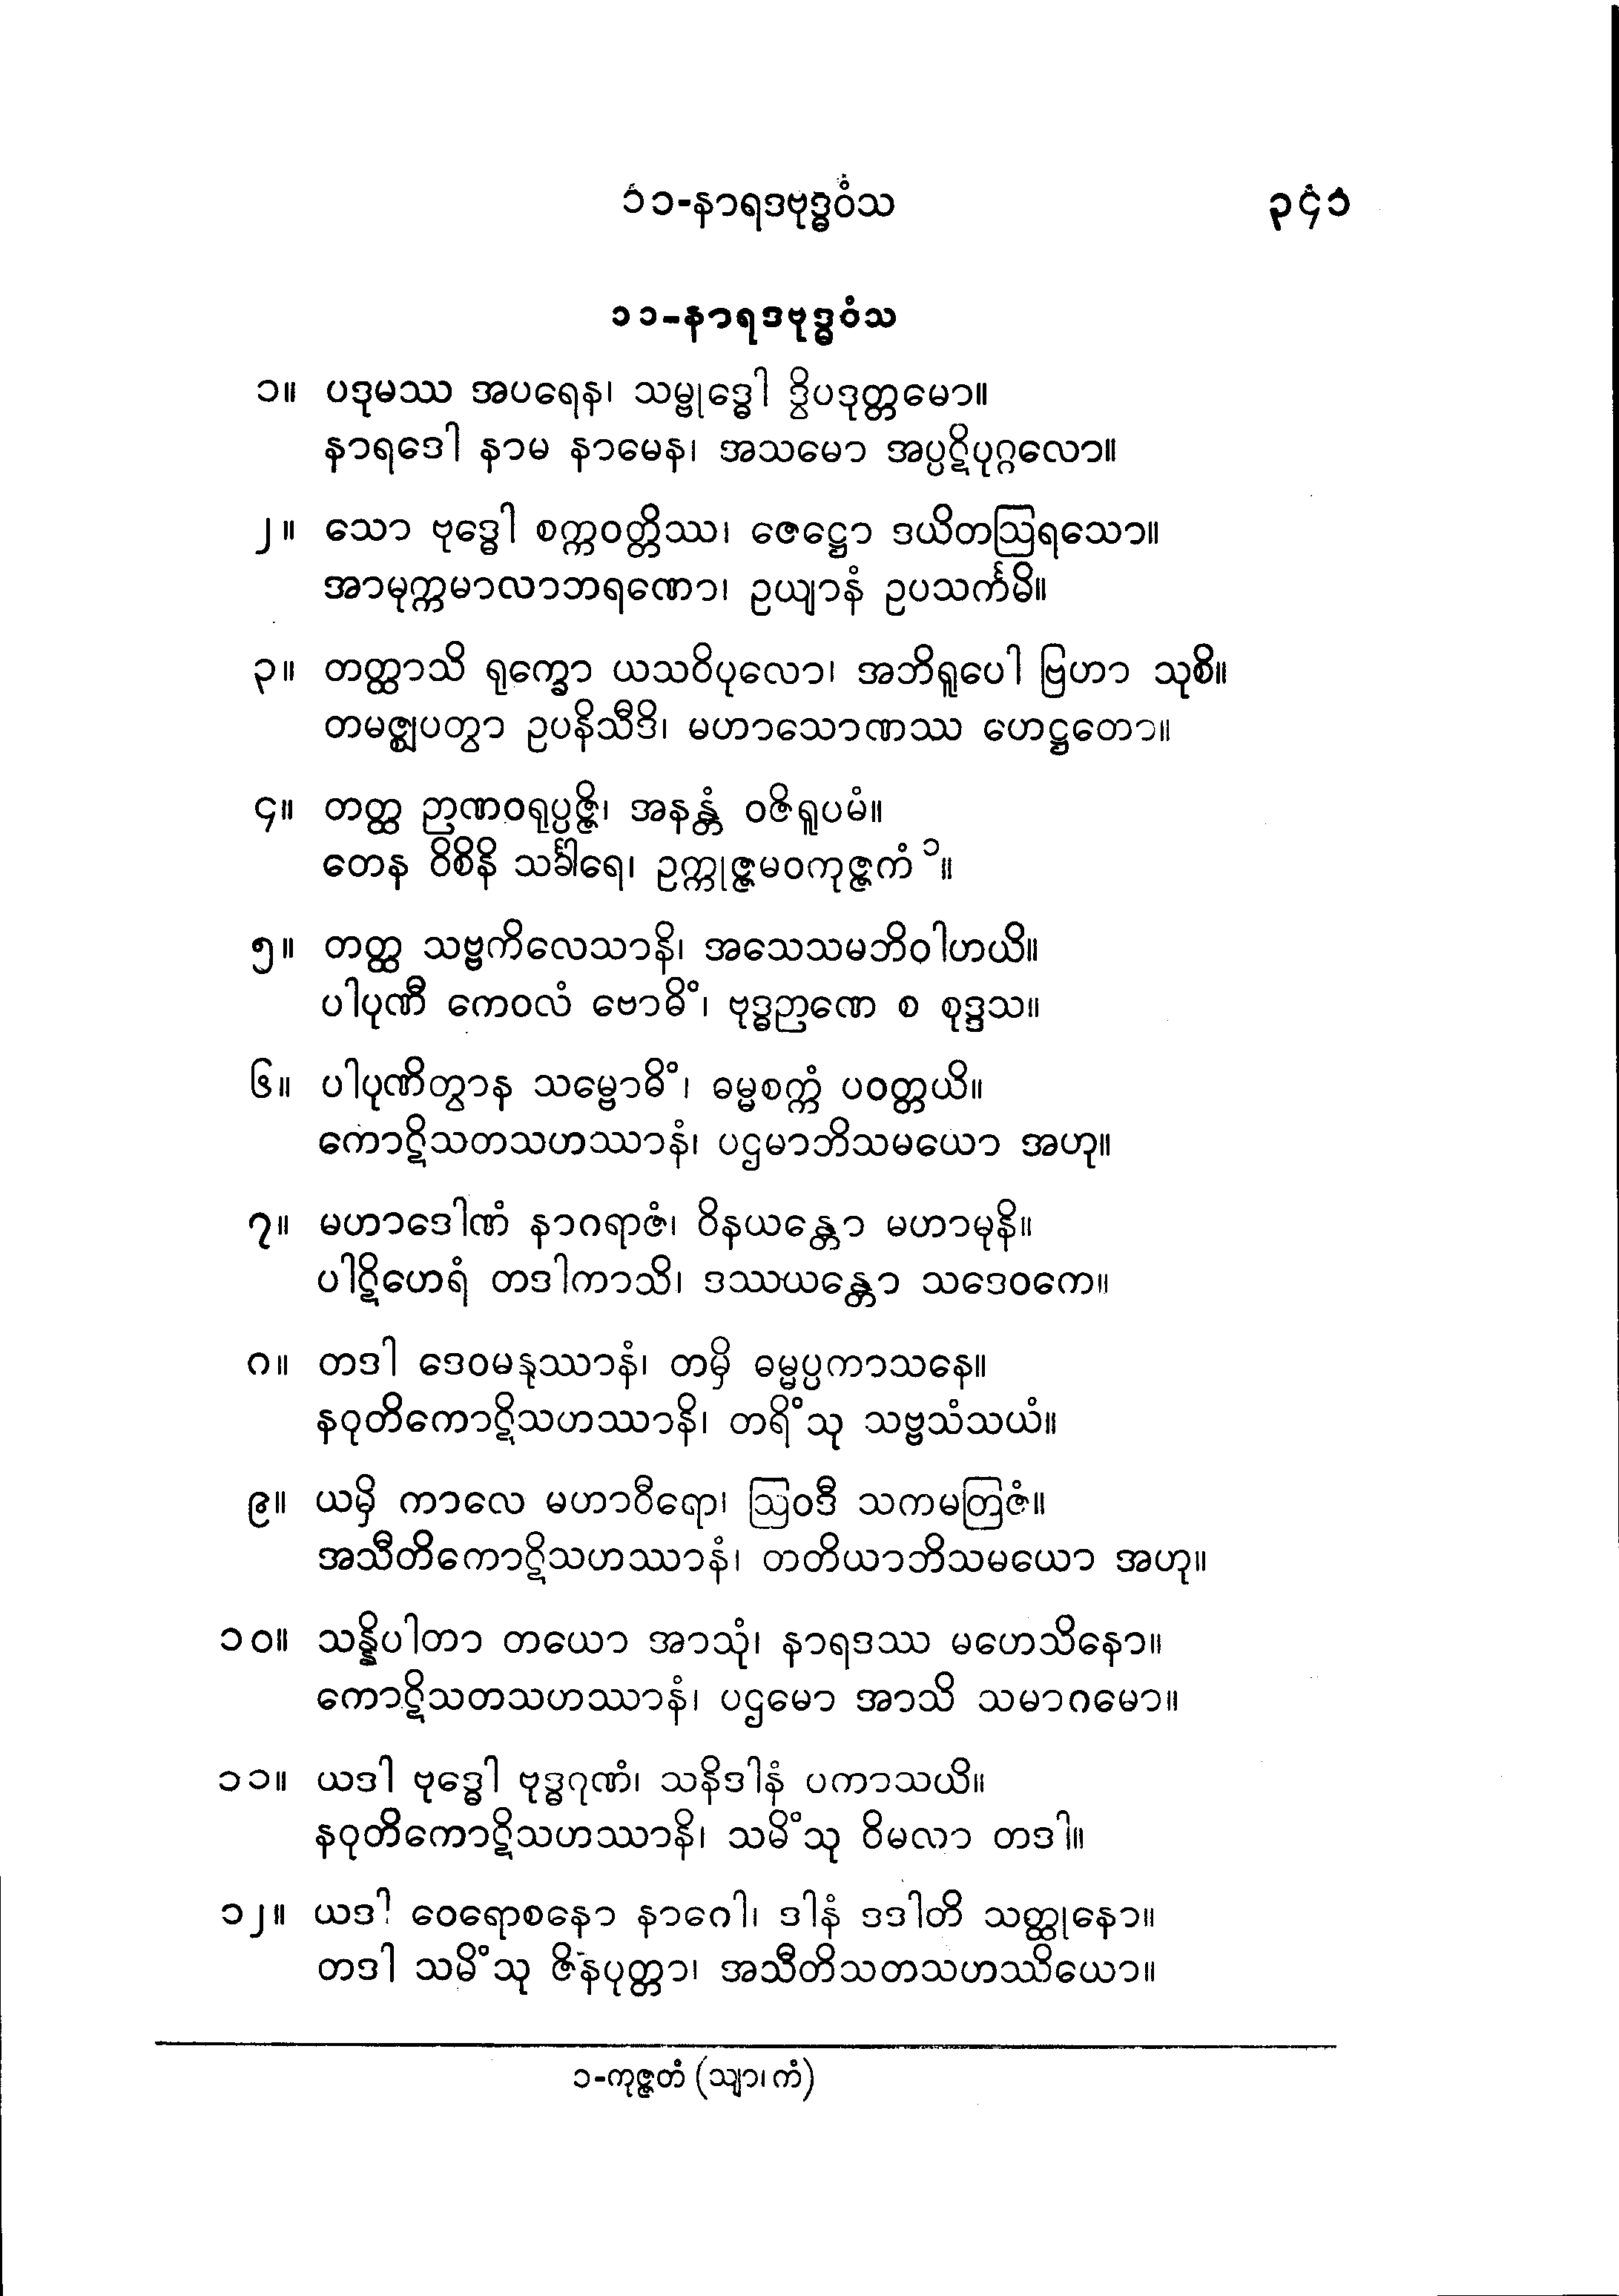 ၁၁-နာရဒဗုဒ္ဓဝံသ ၃၄၁
၁၁-နာရဒဗုဒ္ဓဝံသ
၁။ ပဒုမဿ အပရေန၊ သမ္ဗုဒ္ဓေါ ဒွိပဒုတ္တမော။
နာရဒေါ နာမ နာမေန၊ အသမော အပ္ပဋိပုဂ္ဂလော။
၂။ သော ဗုဒ္ဓေါ စက္ကဝတ္တိဿ၊ ဇေဋ္ဌော ဒယိတဩရသော။
အာမုက္ကမာလာဘရဏော၊ ဥယျာနံ ဥပသင်္ကမိ။
၃။ တတ္ထာသိ ရုက္ခော ယသဝိပုလော၊ အဘိရူပေါ ဗြဟာ သုစိ။
တမဇ္ဈပတွာ ဥပနိသီဒိ၊ မဟာသောဏဿ ဟေဋ္ဌတော။
၄။ တတ္ထ ဉာဏဝရုပ္ပဇ္ဇိ၊ အနန္တံ ဝဇိရူပမံ။
တေန ဝိစိနိ သင်္ခါရေ၊ ဥက္ကုဇ္ဇမဝကုဇ္ဇကံ ၁။
၅။ တတ္ထ သဗ္ဗကိလေသာနိ၊ အသေသမဘိဝါဟယိ။
ပါပုဏီ ကေဝလံ ဗောဓိံ၊ ဗုဒ္ဓဉာဏေ စ စုဒ္ဒသ။
၆။ ပါပုဏိတွာန သမ္ဗောဓိံ၊ ဓမ္မစက္ကံ ပဝတ္တယိ။
ကောဋိသတသဟဿာနံ၊ ပဌမာဘိသမယော အဟု။
၇။ မဟာဒေါဏံ နာဂရာဇံ၊ ဝိနယန္တော မဟာမုနိ။
ပါဋိဟေရံ တဒါကာသိ၊ ဒဿယန္တော သဒေဝကေ။
၈။ တဒါ ဒေဝမနုဿာနံ၊ တမှိ ဓမ္မပ္ပကာသနေ။
နဝုတိကောဋိသဟဿာနိ၊ တရိံသု သဗ္ဗသံသယံ။
၉။ ယမှိ ကာလေ မဟာဝီရော၊ ဩဝဒီ သကမတြဇံ။
အသီတိကောဋိသဟဿာနံ၊ တတိယာဘိသမယော အဟု။
၁၀။ သန္နိပါတာ တယော အာသုံ၊ နာရဒဿ မဟေသိနော။
ကောဋိသတသဟဿာနံ၊ ပဌမော အာသိ သမာဂမော။
၁၁။ ယဒါ ဗုဒ္ဓေါ ဗုဒ္ဓဂုဏံ၊ သနိဒါနံ ပကာသယိ။
နဝုတိကောဋိသဟဿာနိ၊ သမိံသု ဝိမလာ တဒါ။
၁၂။ ယဒါ ဝေရောစနော နာဂေါ၊ ဒါနံ ဒဒါတိ သတ္ထုနော။
တဒါ သမိံသု ဇိနပုတ္တာ၊ အသီတိသတသဟဿိယော။
၁-ကုဇ္ဇတံ (သျာ၊ ကံ)